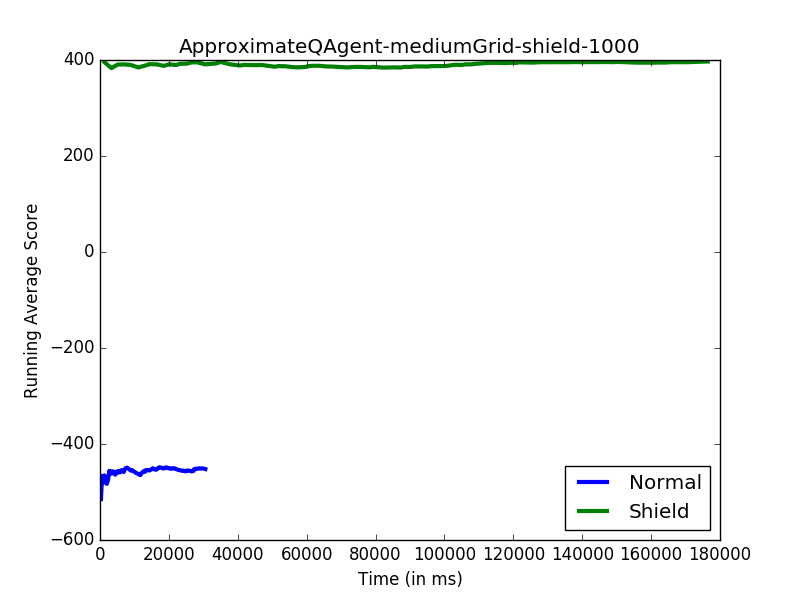 ApproximateQAgent-mediumGrid-shield-1000
400
200
0
−200
−400
−600
Running Average Score
Normal
Shield
0 20000 40000 60000 80000 100000 120000 140000 160000 180000
Time (in ms)